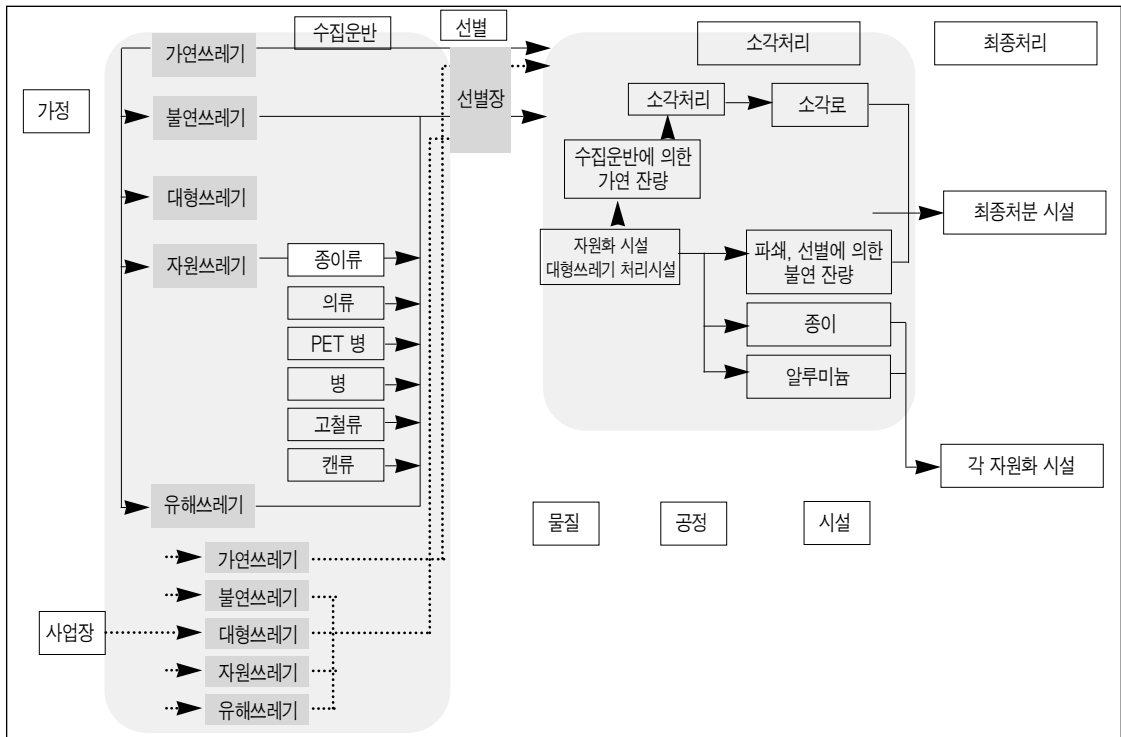 수집운반
선별
소각처리
최종처리
가정
가연쓰레기
불연쓰레기
대형쓰레기
자원쓰레기
종이류
의류
PET 병
병
고철류
캔류
유해쓰레기
선별장
소각처리
소각로
수집운반에 의한
가연 잔량
자원화 시설
대형쓰레기 처리시설
파쇄, 선별에 의한
불연 잔량
종이
알루미늄
최종처분 시설
각 자원화 시설
물질
공정
시설
사업장
가연쓰레기
불연쓰레기
대형쓰레기
자원쓰레기
유해쓰레기